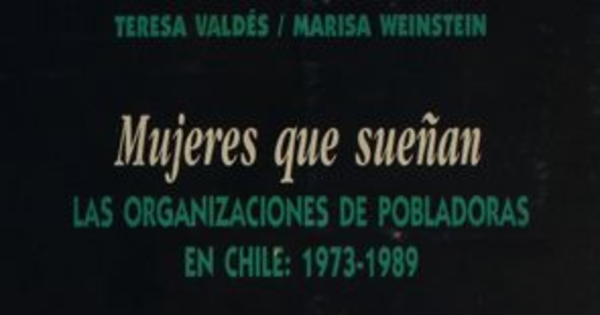 TERESA VALDÉS / MARISA WEINSTEIN
Mujeres que sueñan
LAS ORGANIZACIONES DE POBLADORAS
EN CHILE: 1973-1989